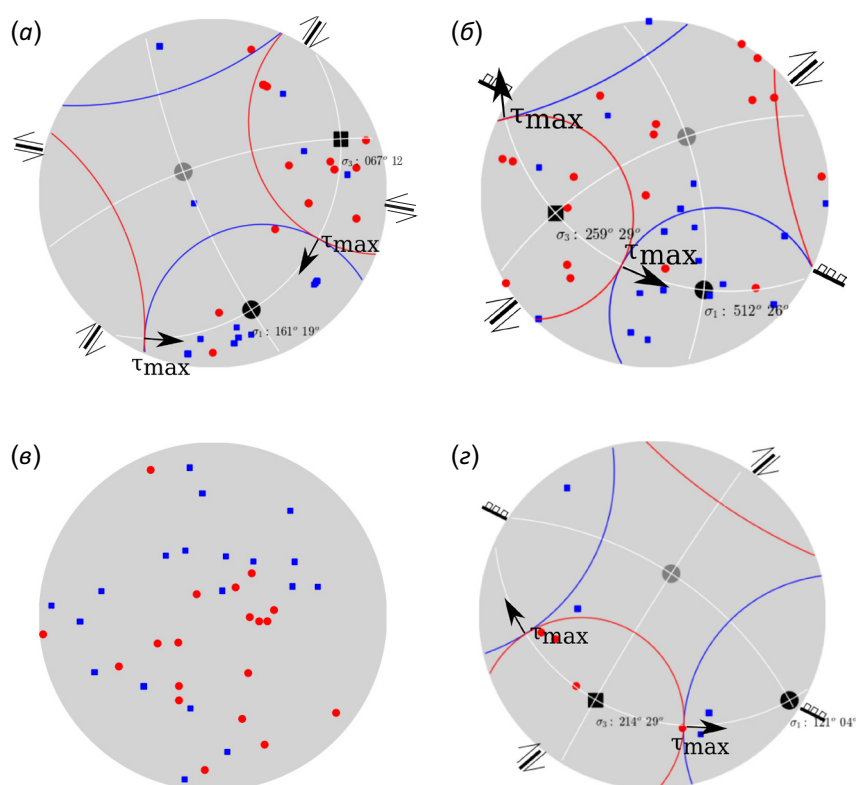 (а)
(б)
τmax
σ₃ : 067° 12
σ₃ : 259° 29°
τmax
τmax
σ₁ : 161° 19°
σ₁ : 512° 26°
τmax
(в)
(г)
τmax
σ₃ : 214° 29°
σ₁ : 121° 04°
τmax